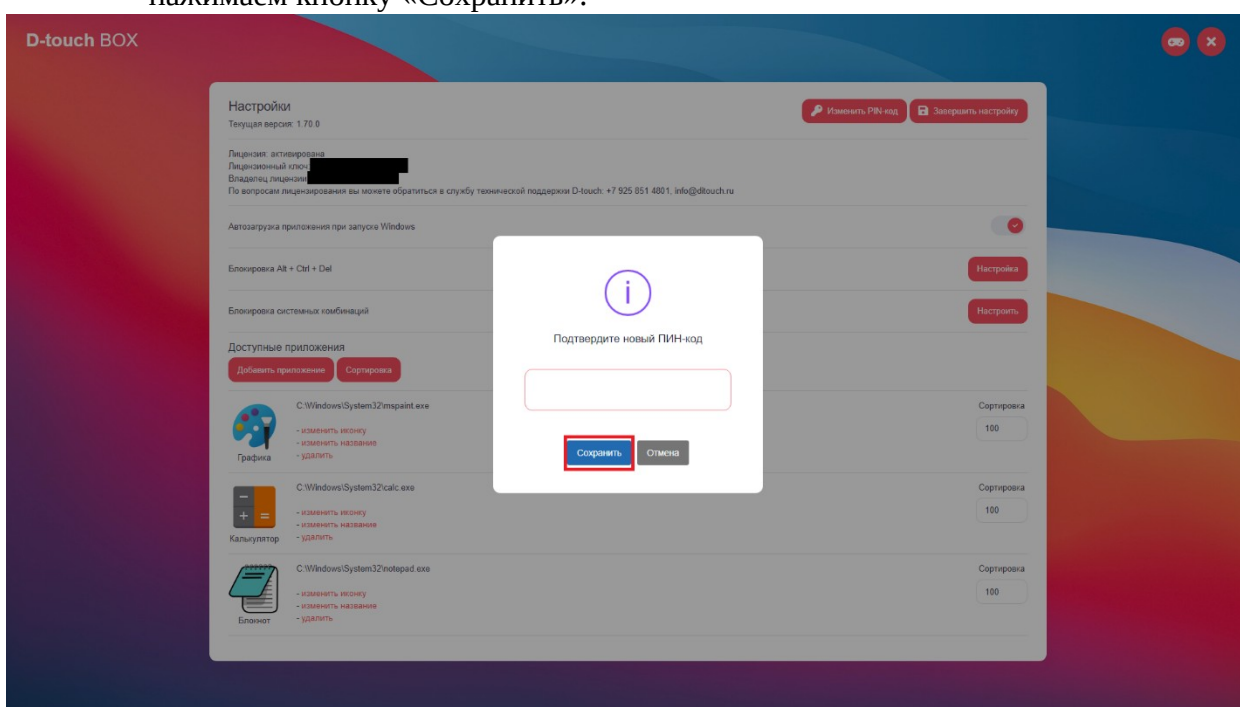 нажимаем кнопку «Сохранить».
D-touch BOX
Настройки
Текущая версия: 1.70.0
Изменить PIN-код
Завершить настройку
Лицензия: активирована
Лицензионный ключ:
Владелец лицензии:
По вопросам лицензирования вы можете обратиться в службу технической поддержки D-touch: +7 925 851 4801, info@ditouch.ru
Автозагрузка приложения при запуске Windows
Блокировка Alt + Ctrl + Del
Настройка
Блокировка системных комбинаций
Настроить
Подтвердите новый ПИН-код
Сохранить
Отмена
Доступные приложения
Добавить приложение
Сортировка
C:\Windows\System32\mspaint.exe
- изменить иконку
- изменить название
- удалить
Графика
Сортировка
100
C:\Windows\System32\calc.exe
- изменить иконку
- изменить название
- удалить
Калькулятор
Сортировка
100
C:\Windows\System32\notepad.exe
- изменить иконку
- изменить название
- удалить
Блокнот
Сортировка
100